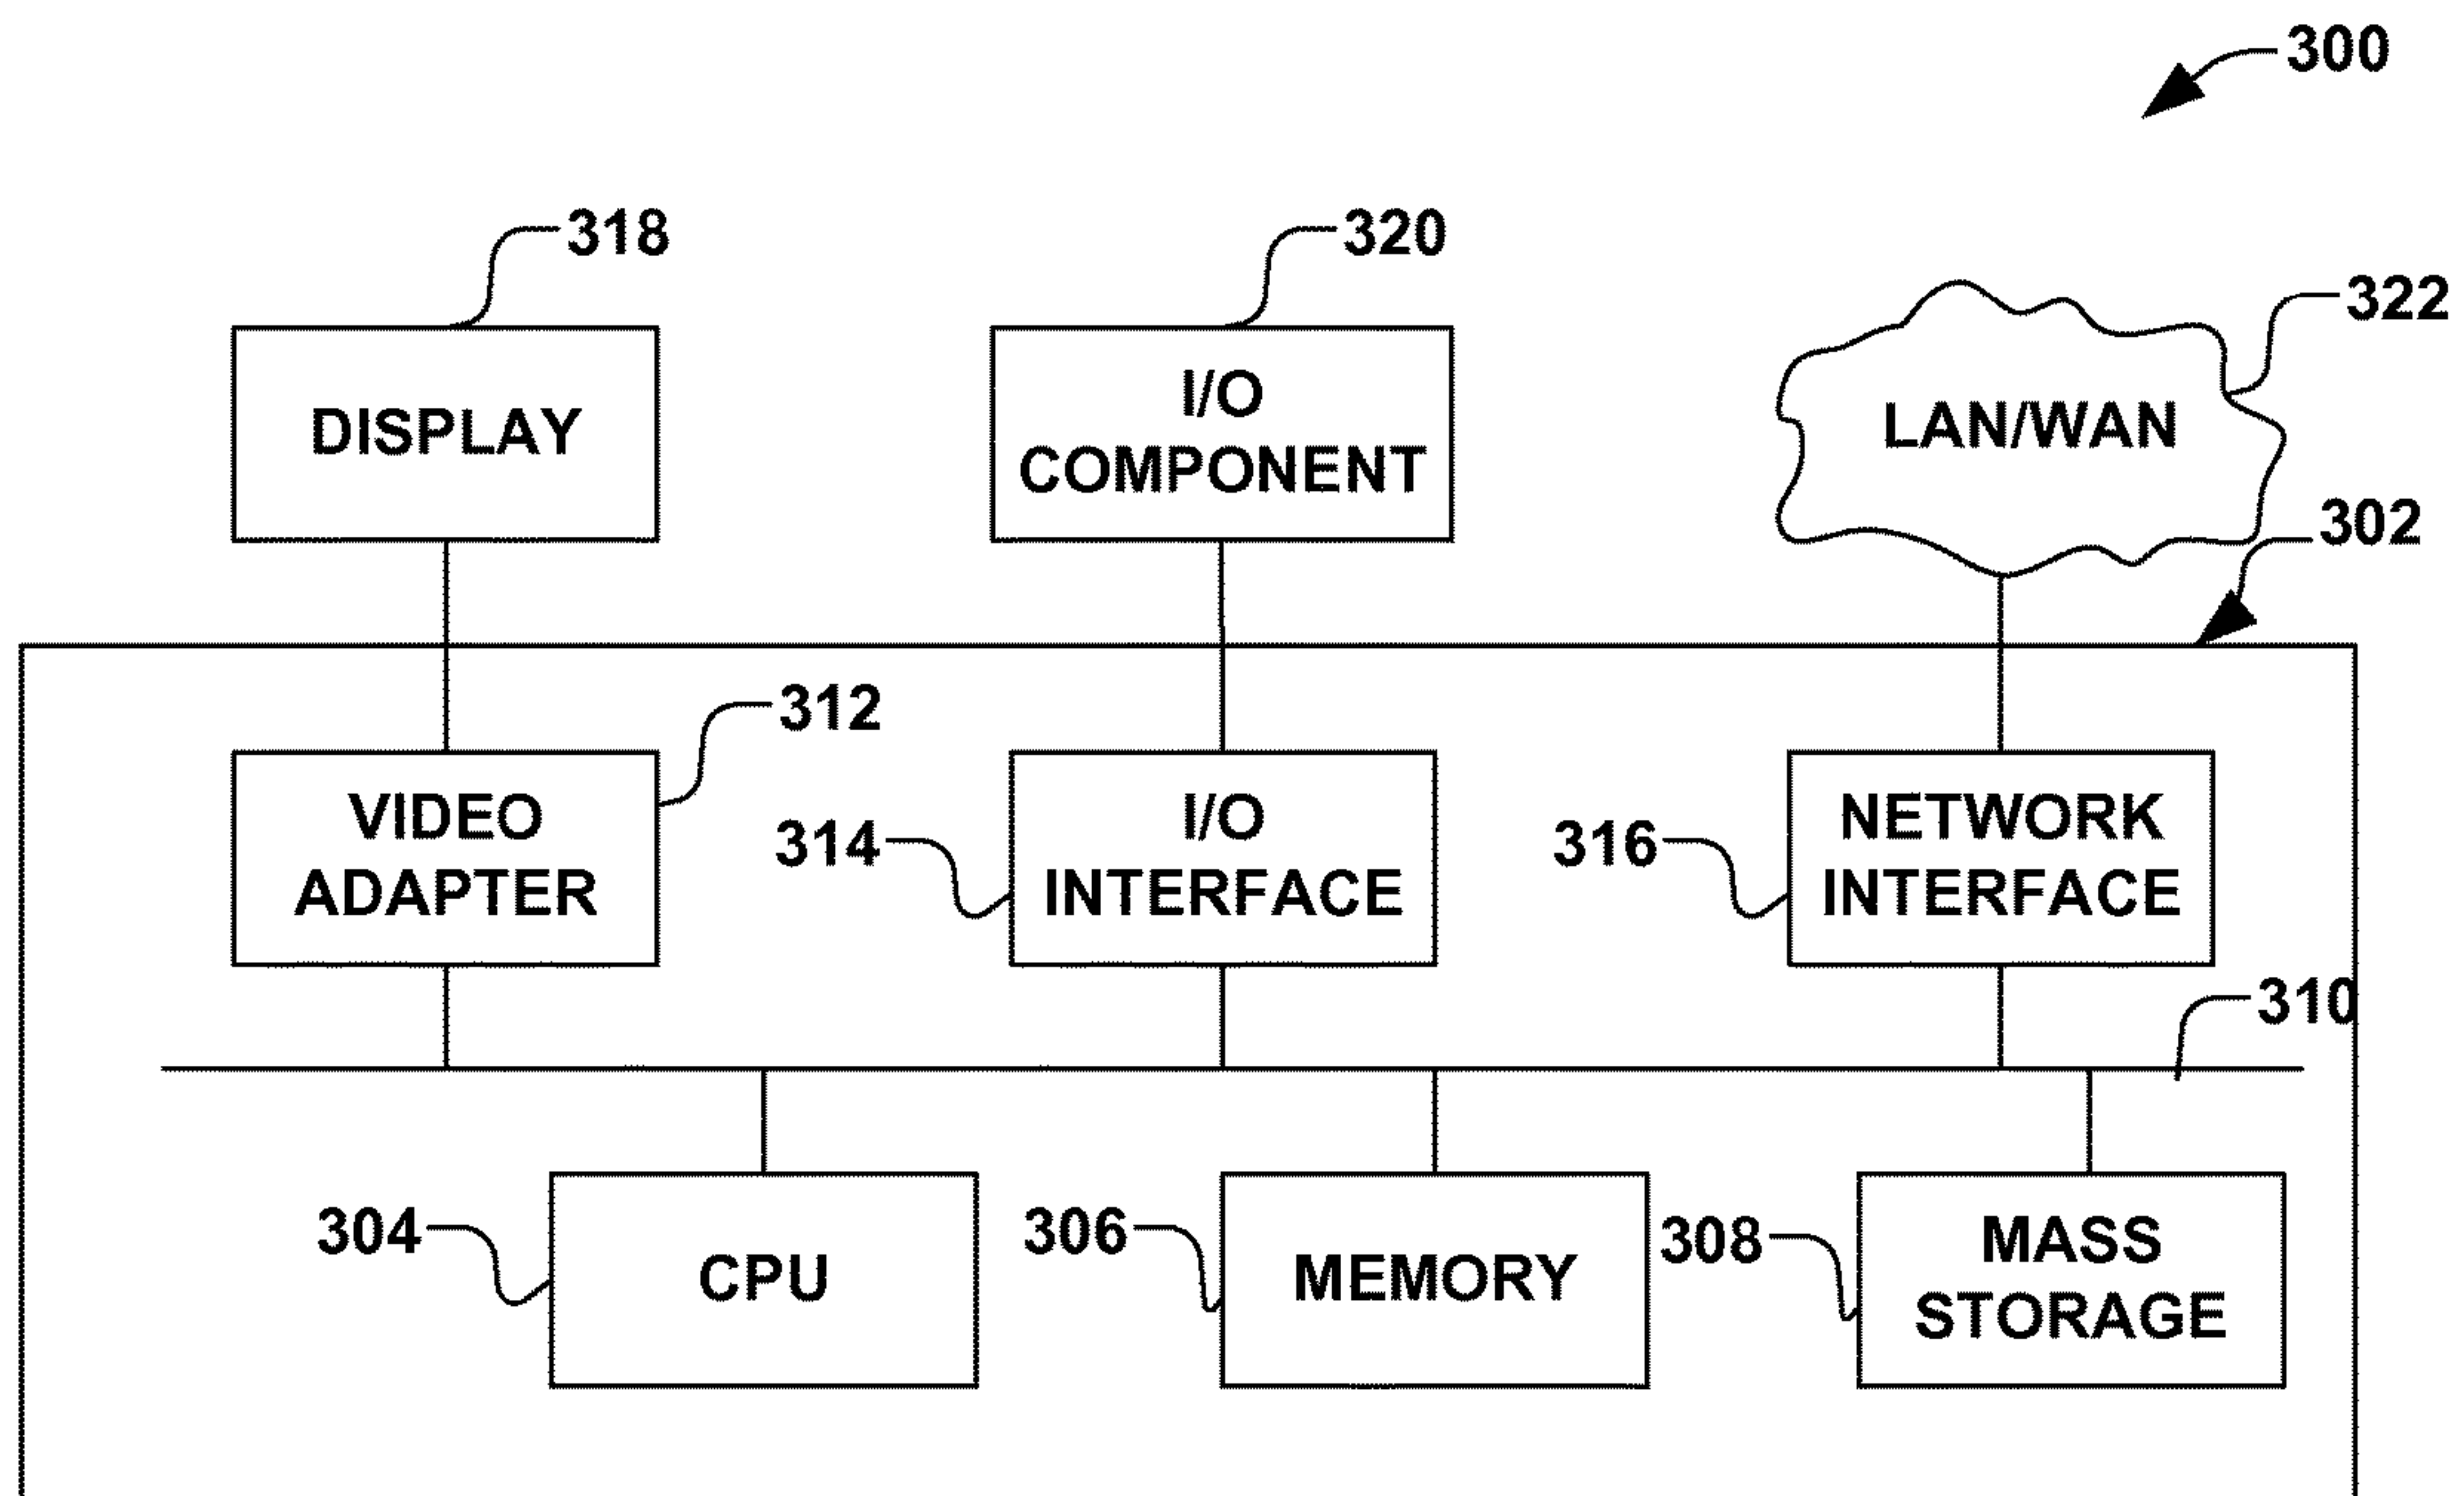 300
318
320
322
DISPLAY
I/O
COMPONENT
LAN/WAN
302
312
VIDEO
ADAPTER
314
I/O
INTERFACE
316
NETWORK
INTERFACE
310
304
CPU
306
MEMORY
308
MASS
STORAGE